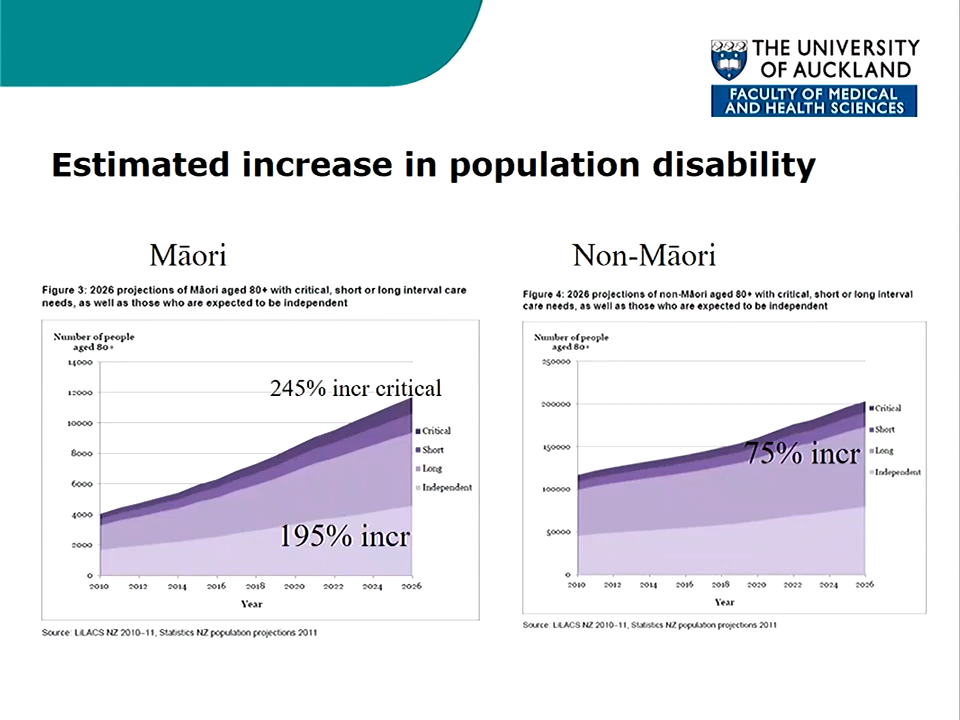 THE UNIVERSITY
OF AUCKLAND
FACULTY OF MEDICAL
AND HEALTH SCIENCES
Estimated increase in population disability
Māori
Figure 3: 2026 projections of Māori aged 80+ with critical, short or long interval care
needs, as well as those who are expected to be independent
Number of people
aged 80+
14000
12000
10000
8000
6000
4000
2000
0
2010 2012 2014 2016 2018 2020 2022 2024 2026
Year
245% incr critical
195% incr
Critical
Short
Long
Independent
Source: LiLACS NZ 2010–11, Statistics NZ population projections 2011
Non-Māori
Figure 4: 2026 projections of non-Māori aged 80+ with critical, short or long interval
care needs, as well as those who are expected to be independent
Number of people
aged 80+
250000
200000
150000
100000
50000
0
2010 2012 2014 2016 2018 2020 2022 2024 2026
Year
75% incr
Critical
Short
Long
Independent
Source: LiLACS NZ 2010–11, Statistics NZ population projections 2011